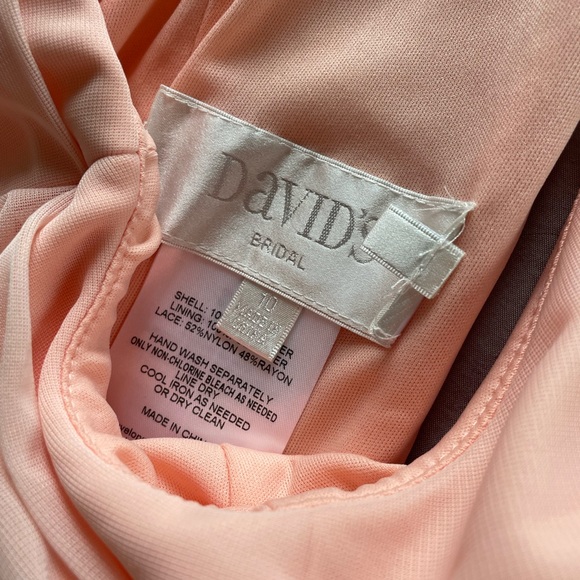 DAVID'S
BRIDAL
10
SHELL: 10
LINING: 10
LACE: 52%NYLON 48%RAYON
HAND WASH SEPARATELY
ONLY NON-CHLORINE BLEACH AS NEEDED
LINE DRY
COOL IRON AS NEEDED
OR DRY CLEAN
MADE IN CHIN